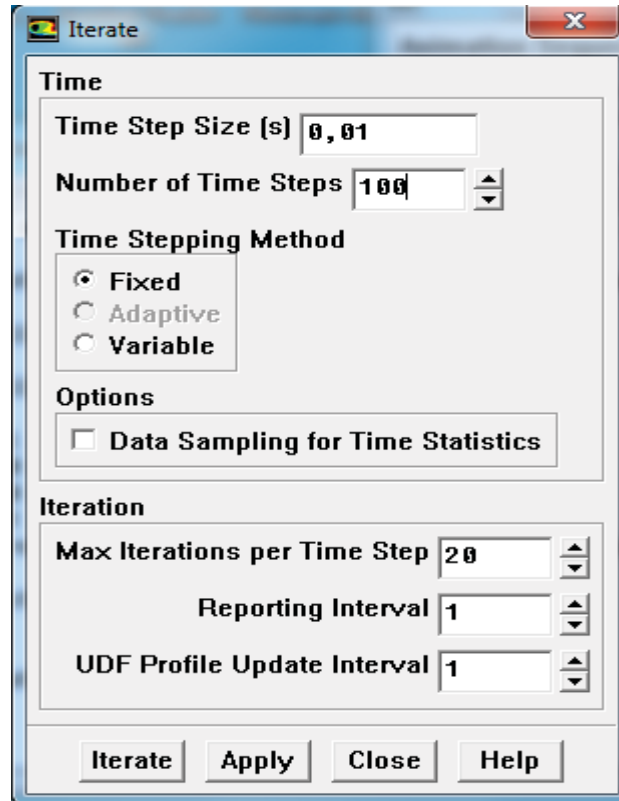 Iterate
Time
Time Step Size (s) 0,01
Number of Time Steps 100
Time Stepping Method
Fixed
Adaptive
Variable
Options
Data Sampling for Time Statistics
Iteration
Max Iterations per Time Step 20
Reporting Interval 1
UDF Profile Update Interval 1
Iterate Apply Close Help